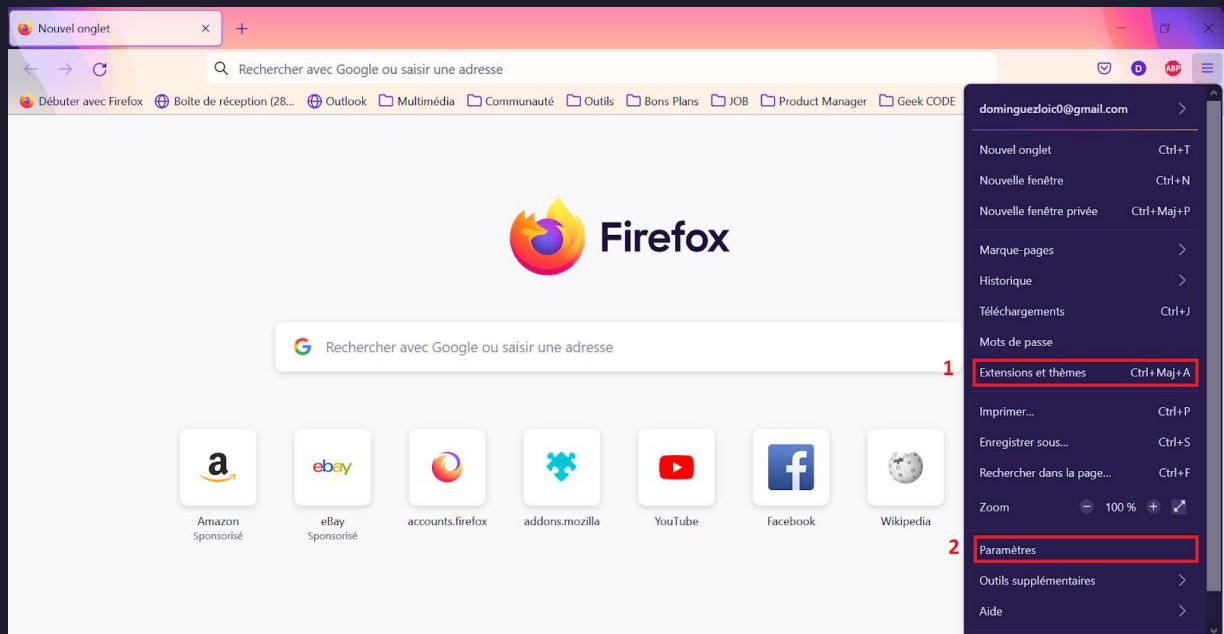 Nouvel onglet
Rechercher avec Google ou saisir une adresse
D
ABP
Débuter avec Firefox
Boîte de réception (28...
Outlook
Multimédia
Communauté
Outils
Bons Plans
JOB
Product Manager
Geek CODE
dominguezloic0@gmail.com
Nouvel onglet Ctrl+T
Nouvelle fenêtre Ctrl+N
Nouvelle fenêtre privée Ctrl+Maj+P
Marque-pages
Historique
Téléchargements Ctrl+J
Mots de passe
1
Extensions et thèmes Ctrl+Maj+A
Imprimer... Ctrl+P
Enregistrer sous... Ctrl+S
Rechercher dans la page... Ctrl+F
Zoom 100 %
2
Paramètres
Outils supplémentaires
Aide
Firefox
Rechercher avec Google ou saisir une adresse
a
ebay
Amazon
Sponsorisé
eBay
Sponsorisé
accounts.firefox
addons.mozilla
YouTube
Facebook
Wikipedia